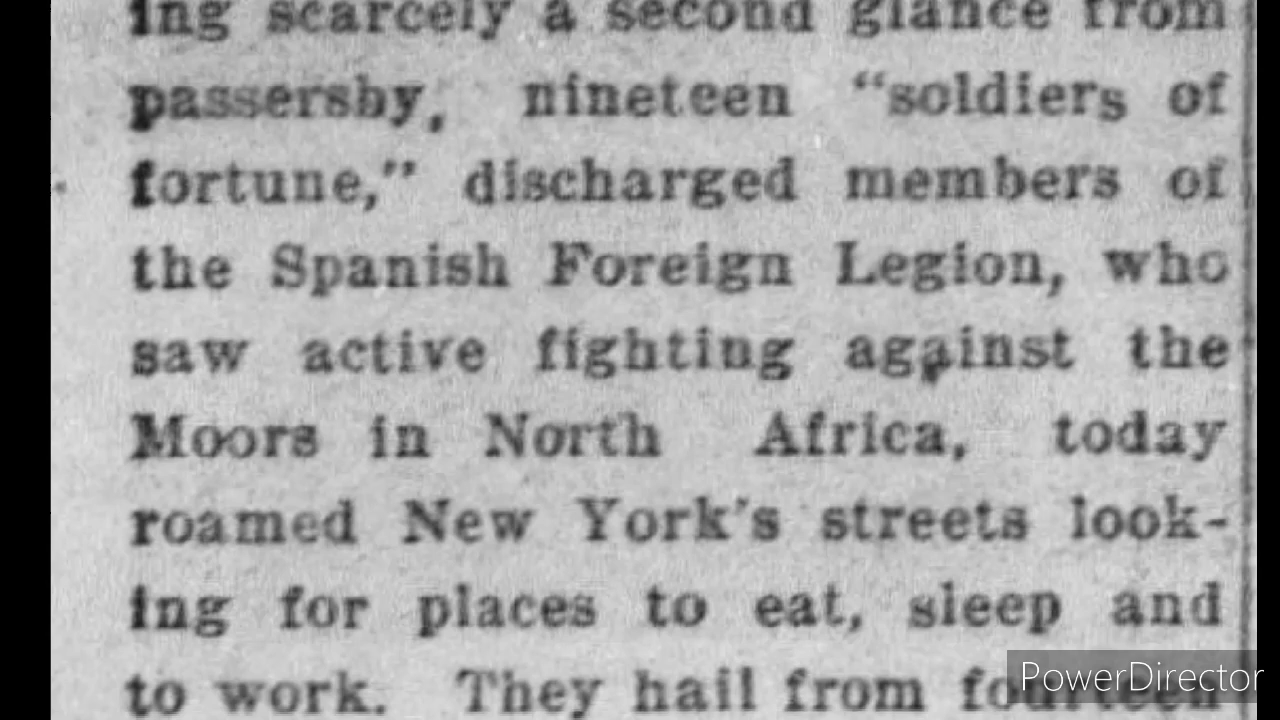 ing scarcely a second glance from
passersby, nineteen “soldiers of
fortune,” discharged members of
the Spanish Foreign Legion, who
saw active fighting against the
Moors in North Africa, today
roamed New York's streets look-
ing for places to eat, sleep and
to work. They hail from fourteen
PowerDirector